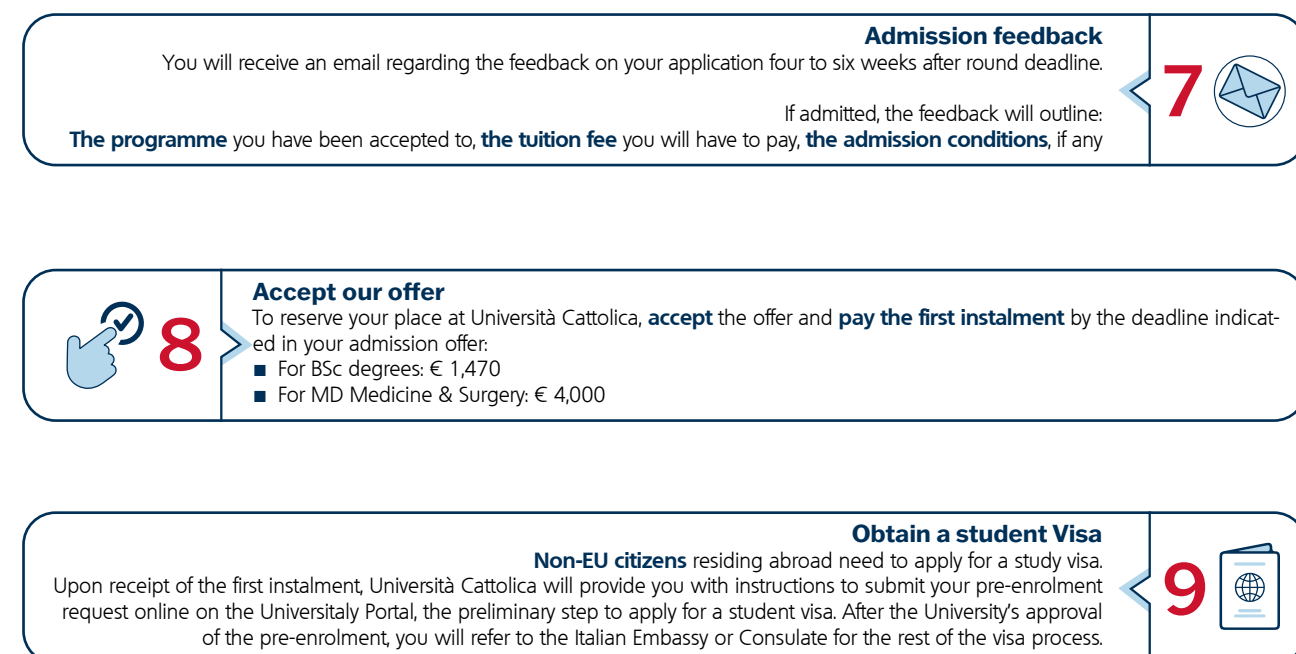 Admission feedback
You will receive an email regarding the feedback on your application four to six weeks after round deadline.
If admitted, the feedback will outline:
The programme you have been accepted to, the tuition fee you will have to pay, the admission conditions, if any
7
8
Accept our offer
To reserve your place at Università Cattolica, accept the offer and pay the first instalment by the deadline indicat-
ed in your admission offer:
■ For BSc degrees: € 1,470
■ For MD Medicine & Surgery: € 4,000
Obtain a student Visa
Non-EU citizens residing abroad need to apply for a study visa.
Upon receipt of the first instalment, Università Cattolica will provide you with instructions to submit your pre-enrolment
request online on the Universitaly Portal, the preliminary step to apply for a student visa. After the University's approval
of the pre-enrolment, you will refer to the Italian Embassy or Consulate for the rest of the visa process.
9